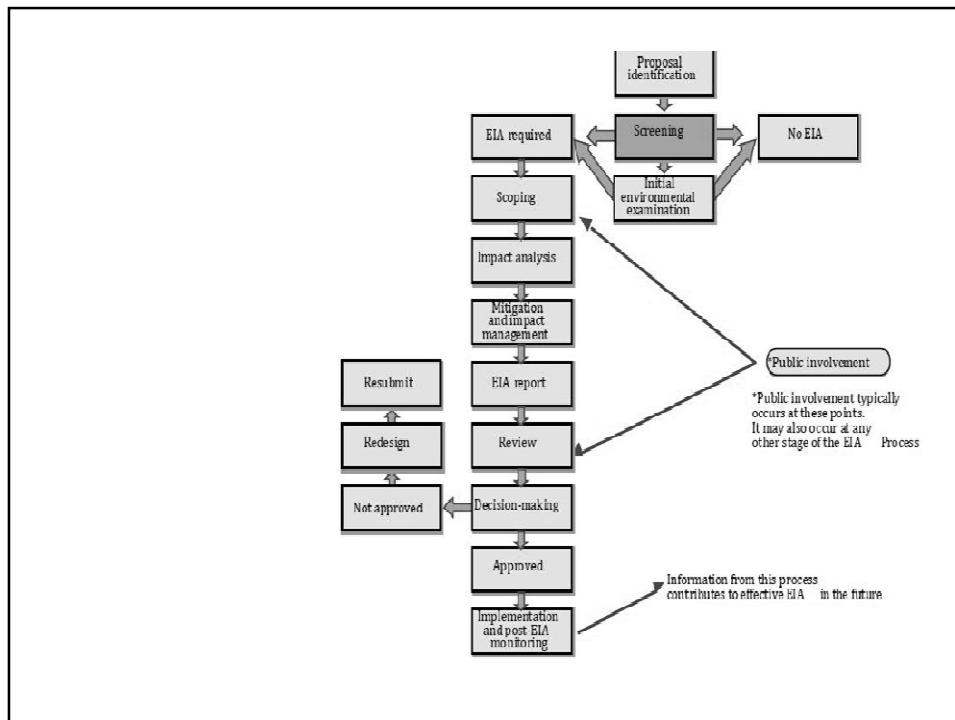 Proposal
identification
EIA required
Screening
No EIA
Initial
environmental
examination
Scoping
Impact analysis
Mitigation
and impact
management
*Public involvement
Resubmit
EIA report
*Public involvement typically
occurs at these points.
It may also occur at any
other stage of the EIA Process
Redesign
Review
Not approved
Decision-making
Approved
Information from this process
contributes to effective EIA in the future
Implementation
and post EIA
monitoring